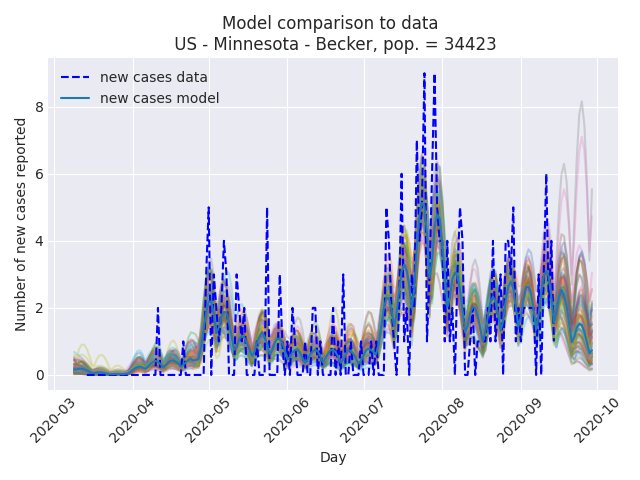 Model comparison to data
US - Minnesota - Becker, pop. = 34423
new cases data
new cases model
Number of new cases reported
8
6
4
2
0
2020-03
2020-04
2020-05
2020-06
2020-07
2020-08
2020-09
2020-10
Day